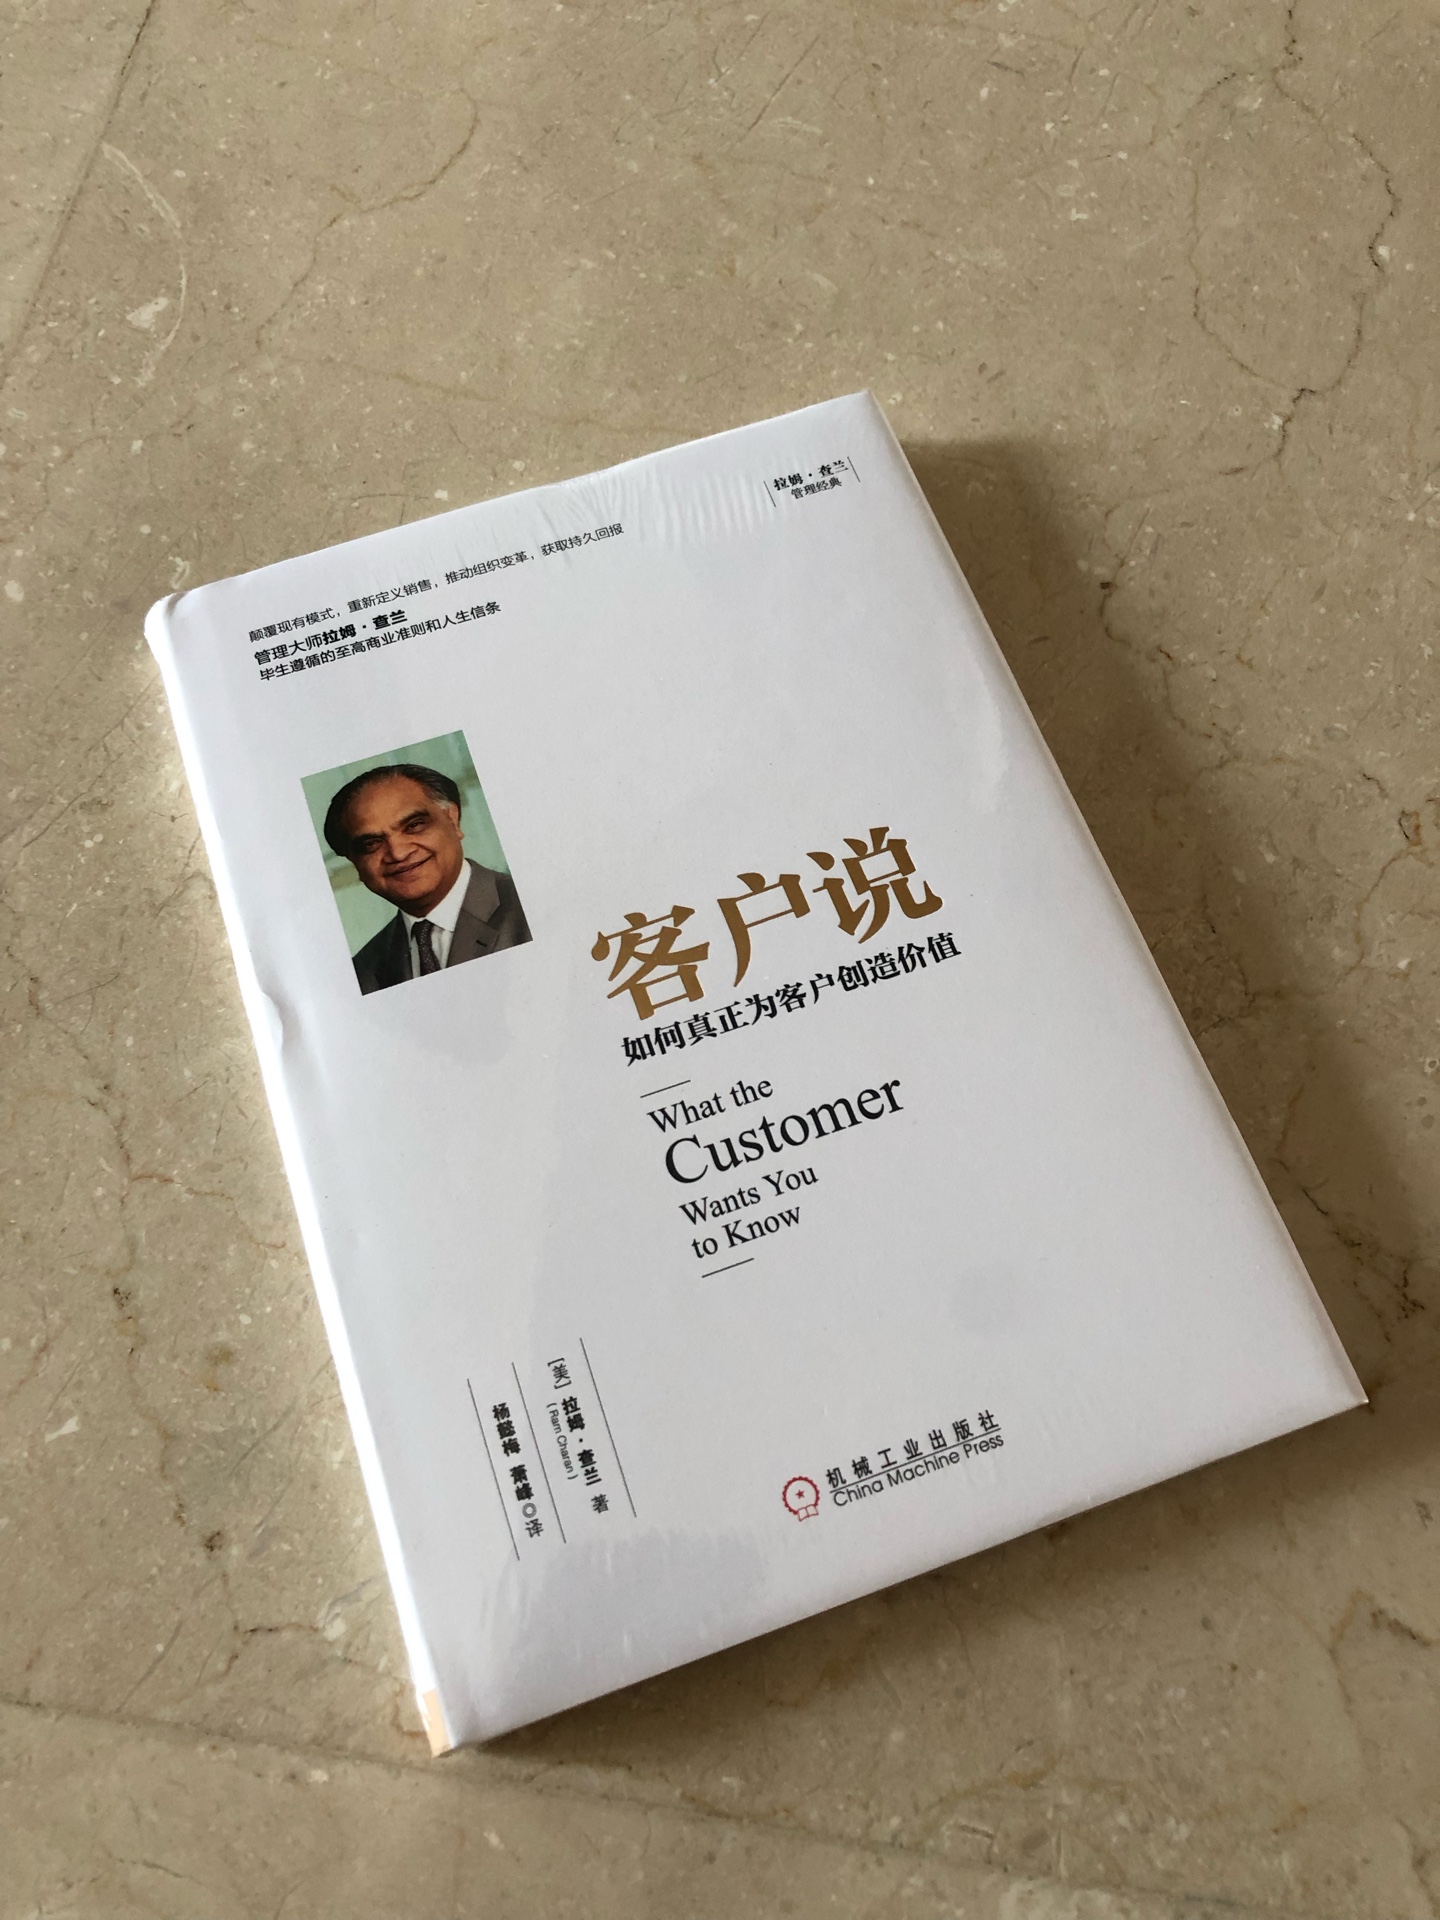 拉姆·查兰
管理经典
颠覆现有模式，重新定义销售，推动组织变革，获取持久回报
管理大师拉姆·查兰
毕生遵循的至高商业准则和人生信条
客户说
如何真正为客户创造价值
What the
Customer
Wants You
to Know
[美] 拉姆·查兰 著
(Ram Charan)
杨懿梅 萧峰◎译
机械工业出版社
China Machine Press